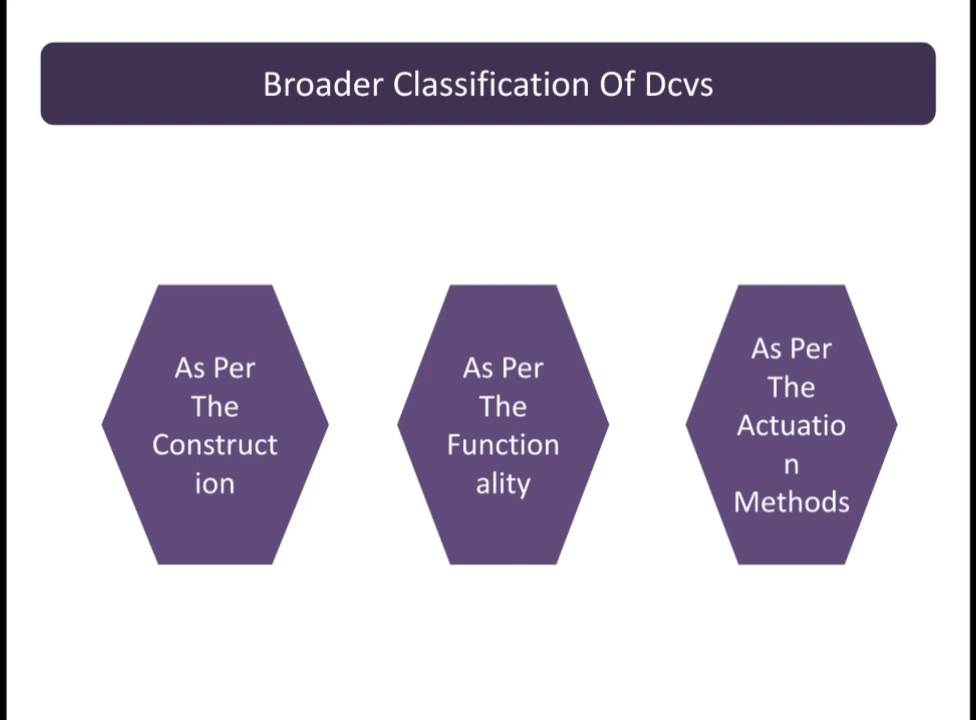 Broader Classification Of Dcvs
As Per
The
Construct
ion
As Per
The
Function
ality
As Per
The
Actuatio
n
Methods